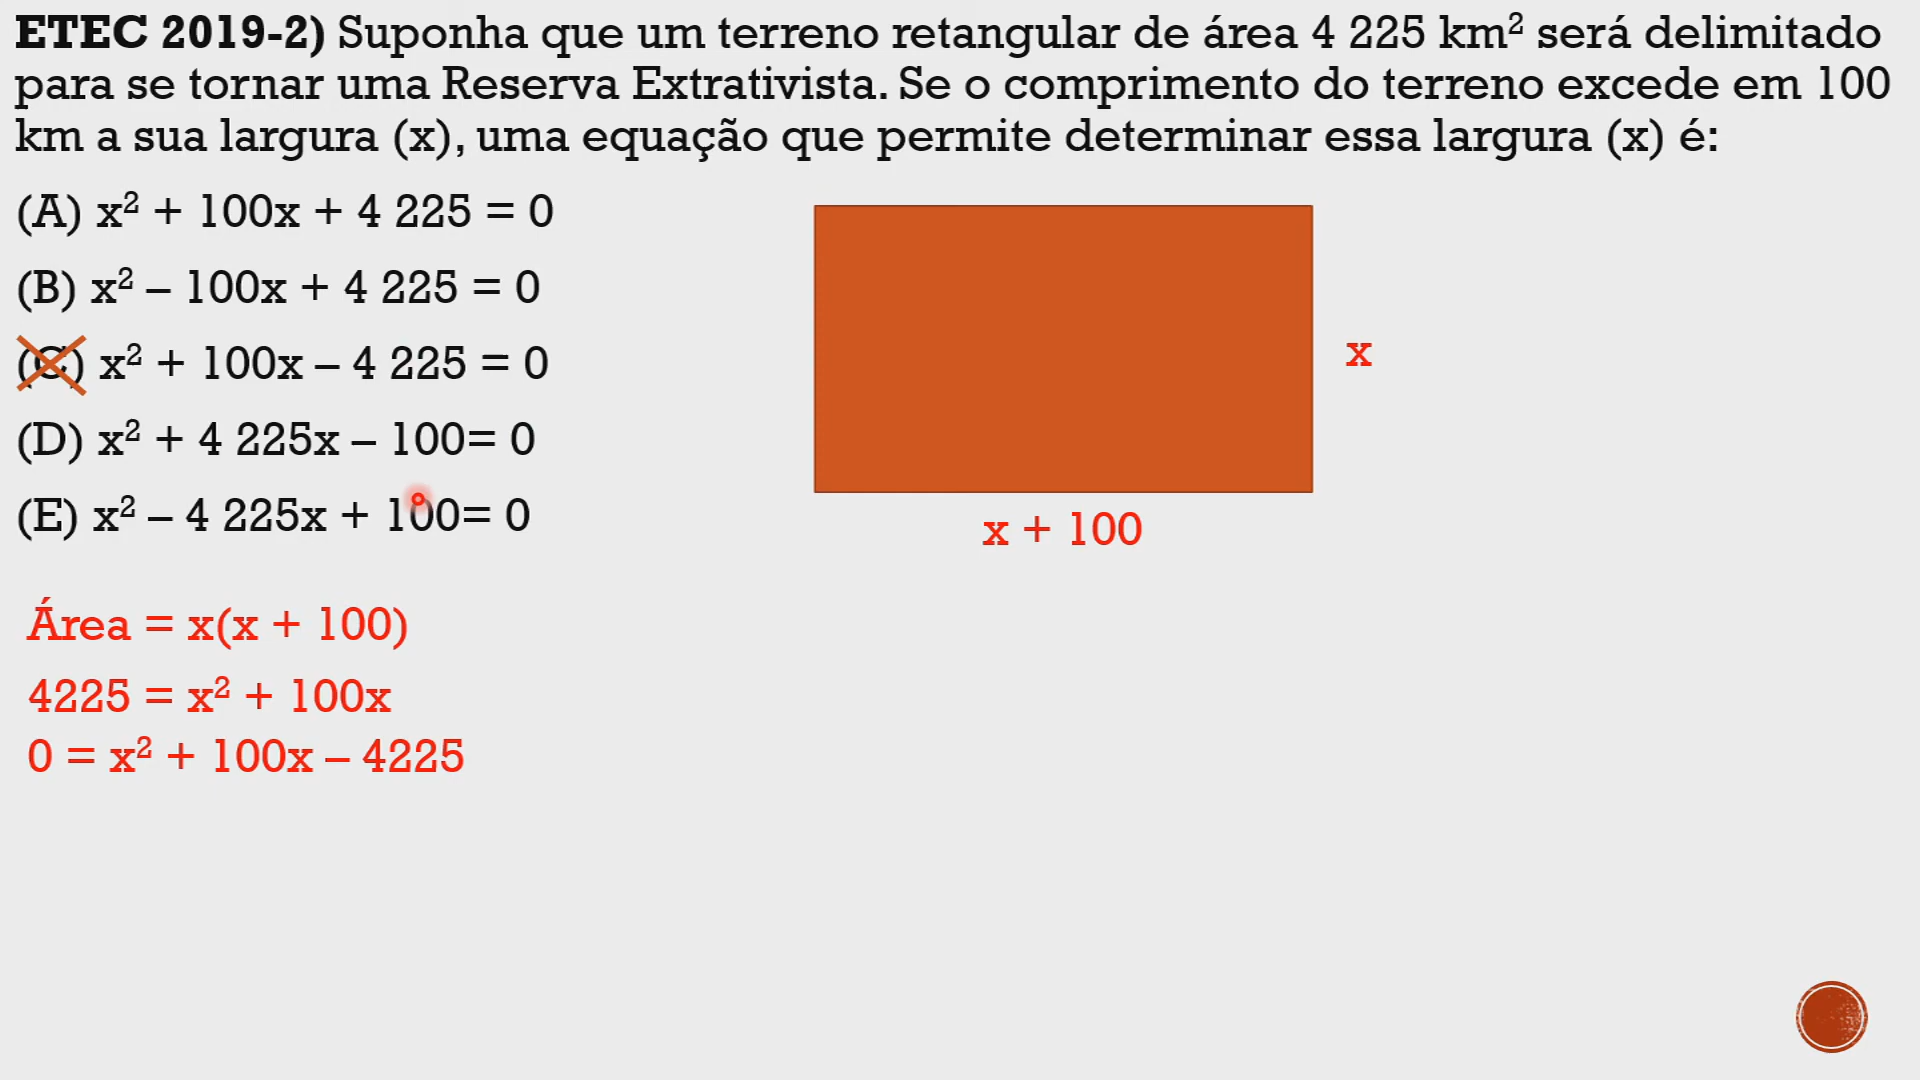 ETEC 2019-2) Suponha que um terreno retangular de área 4 225 km² será delimitado
para se tornar uma Reserva Extrativista. Se o comprimento do terreno excede em 100
km a sua largura (x), uma equação que permite determinar essa largura (x) é:
(A) x² + 100x + 4 225 = 0
(B) x² – 100x + 4 225 = 0
(C) x² + 100x – 4 225 = 0
(D) x² + 4 225x – 100= 0
(E) x² – 4 225x + 100= 0
x
x + 100
Área = x(x + 100)
4225 = x² + 100x
0 = x² + 100x – 4225